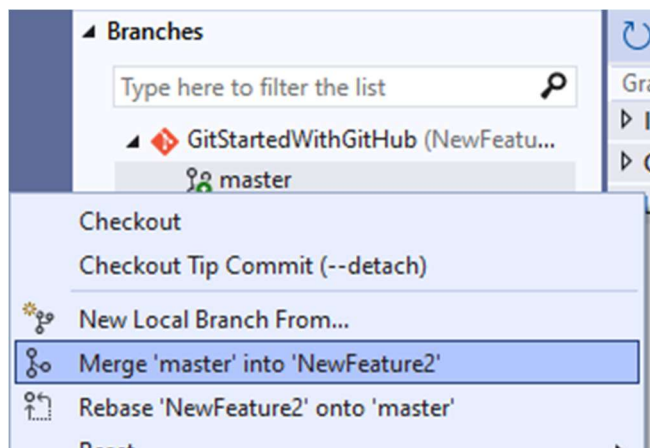 Branches
Type here to filter the list
GitStartedWithGitHub (NewFeatu...
master
Checkout
Checkout Tip Commit (--detach)
New Local Branch From...
Merge 'master' into 'NewFeature2'
Rebase 'NewFeature2' onto 'master'